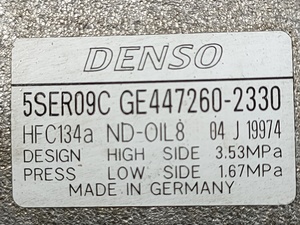 DENSO
5SER09C GE447260-2330
HFC134a ND-OIL8 04 J 19974
DESIGN HIGH SIDE 3.53MPa
PRESS LOW SIDE 1.67MPa
MADE IN GERMANY